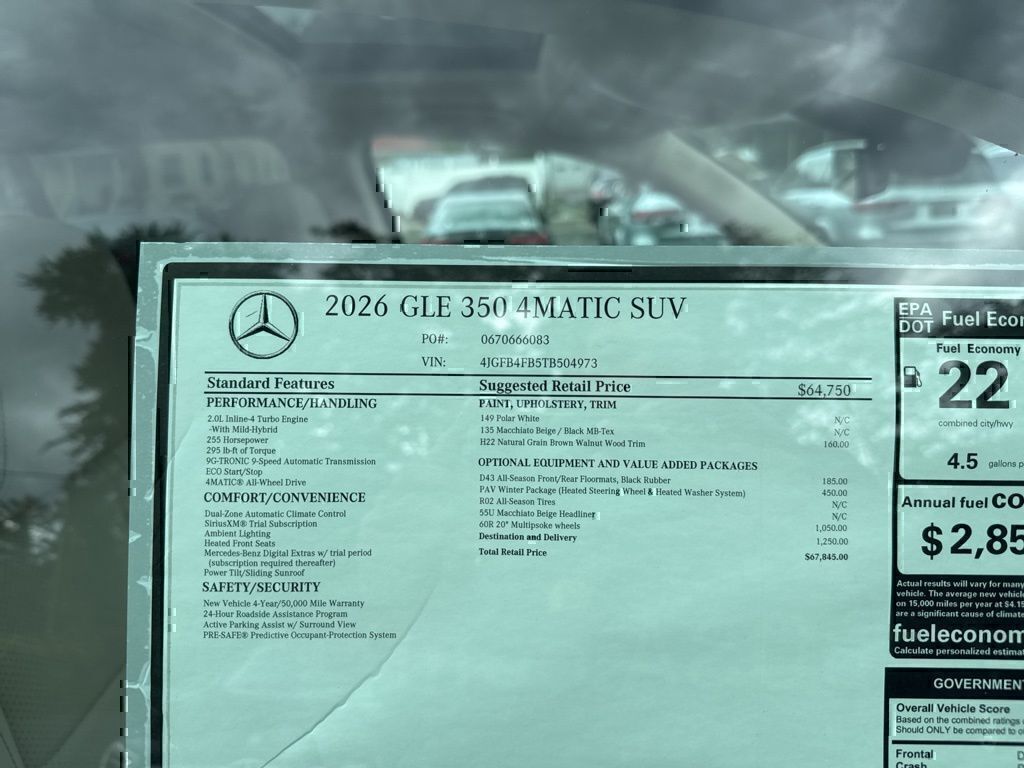 2026 GLE 350 4MATIC SUV
PO#: 0670666083
VIN: 4JGFB4FB5TB504973
Standard Features
PERFORMANCE/HANDLING
2.0L Inline-4 Turbo Engine
-With Mild-Hybrid
255 Horsepower
295 lb-ft of Torque
9G-TRONIC 9-Speed Automatic Transmission
ECO Start/Stop
4MATIC® All-Wheel Drive
COMFORT/CONVENIENCE
Dual-Zone Automatic Climate Control
SiriusXM® Trial Subscription
Ambient Lighting
Heated Front Seats
Mercedes-Benz Digital Extras w/ trial period
(subscription required thereafter)
Power Tilt/Sliding Sunroof
SAFETY/SECURITY
New Vehicle 4-Year/50,000 Mile Warranty
24-Hour Roadside Assistance Program
Active Parking Assist w/ Surround View
PRE-SAFE® Predictive Occupant-Protection System
Suggested Retail Price $64,750
PAINT, UPHOLSTERY, TRIM
149 Polar White N/C
135 Macchiato Beige / Black MB-Tex N/C
H22 Natural Grain Brown Walnut Wood Trim 160.00
OPTIONAL EQUIPMENT AND VALUE ADDED PACKAGES
D43 All-Season Front/Rear Floormats, Black Rubber 185.00
PAV Winter Package (Heated Steering Wheel & Heated Washer System) 450.00
R02 All-Season Tires N/C
55U Macchiato Beige Headliner N/C
60R 20" Multipsoke wheels 1,050.00
Destination and Delivery 1,250.00
Total Retail Price $67,845.00
EPA
DOT Fuel Econ
Fuel Economy
22
combined city/hwy
4.5 gallons p
Annual fuel CO
$2,85
Actual results will vary for many
vehicle. The average new vehicle
on 15,000 miles per year at $4.15
are a significant cause of climate
fueleconom
Calculate personalized estimat
GOVERNMENT
Overall Vehicle Score
Based on the combined ratings o
Should ONLY be compared to o
Frontal
Crash